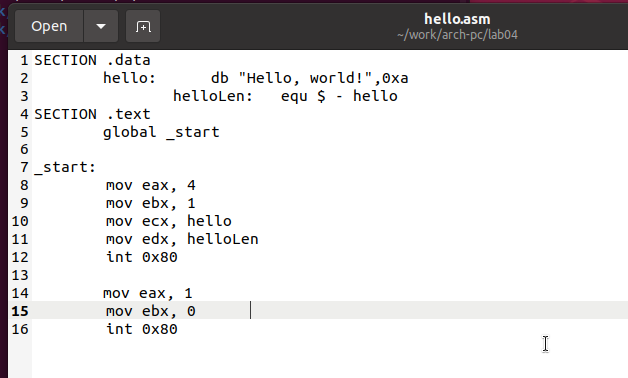 Open
hello.asm
~/work/arch-pc/lab04
1 SECTION .data
2 hello: db "Hello, world!",0xa
3 helloLen: equ $ - hello
4 SECTION .text
5 global _start
6
7 _start:
8 mov eax, 4
9 mov ebx, 1
10 mov ecx, hello
11 mov edx, helloLen
12 int 0x80
13
14 mov eax, 1
15 mov ebx, 0
16 int 0x80